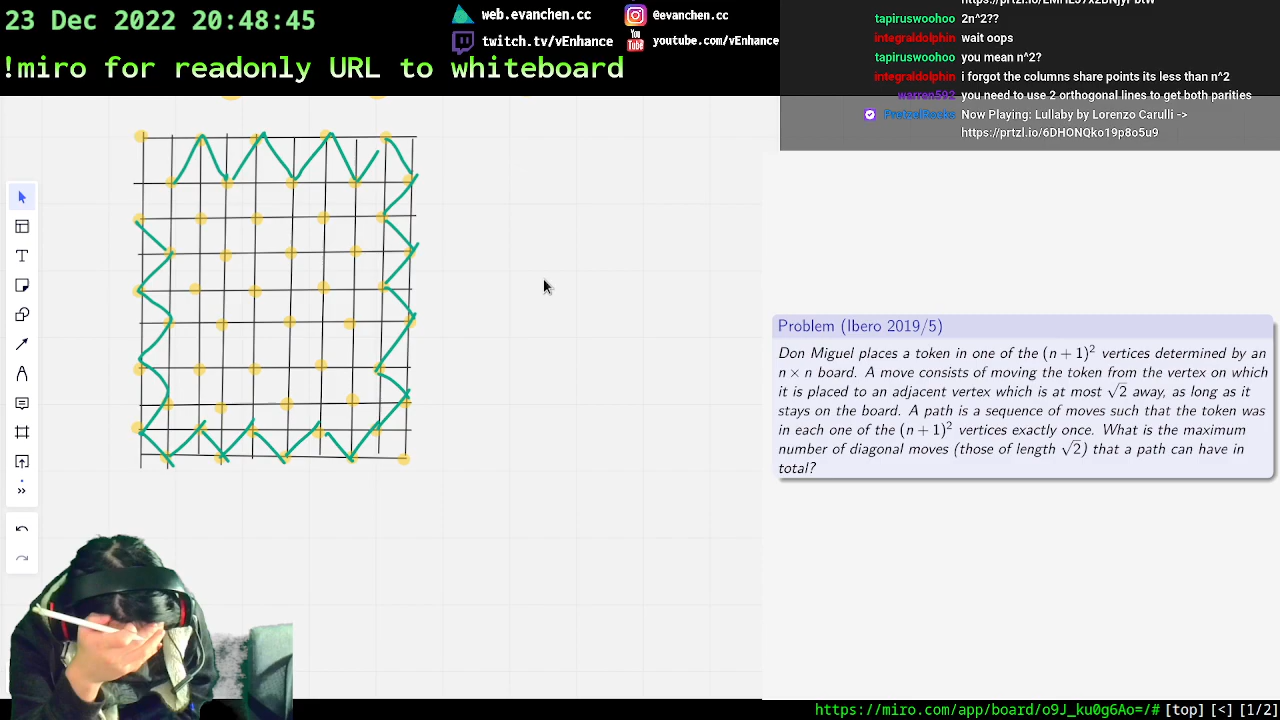 23 Dec 2022 20:48:45
!miro for readonly URL to whiteboard
web.evanchen.cc
@evanchen.cc
twitch.tv/vEnhance
youtube.com/vEnhance
tapiruswoohoo 2n^2??
integraldolphin wait oops
tapiruswoohoo you mean n^2??
integraldolphin i forgot the columns share points its less than n^2
warren592 you need to use 2 orthogonal lines to get both parities
PretzelRocks Now Playing: Lullaby by Lorenzo Carulli ->
https://prtzl.io/6DHONQko19p8o5u9
Problem (Ibero 2019/5)
Don Miguel places a token in one of the (n + 1)² vertices determined by an
n × n board. A move consists of moving the token from the vertex on which
it is placed to an adjacent vertex which is at most √2 away, as long as it
stays on the board. A path is a sequence of moves such that the token was
in each one of the (n + 1)² vertices exactly once. What is the maximum
number of diagonal moves (those of length √2) that a path can have in
total?
https://miro.com/app/board/o9J_ku0g6Ao=/# [top] [<] [1/2]